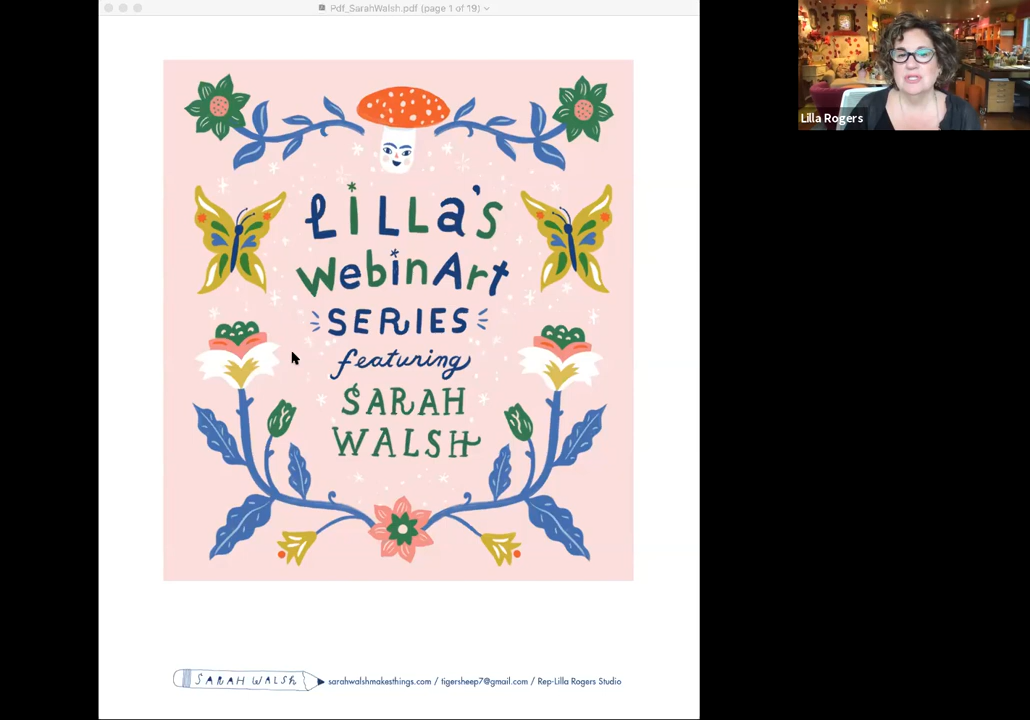 Pdf_SarahWalsh.pdf (page 1 of 19)
Lilla Rogers
Lilla's
WebinArt
SERIES
featuring
SARAH
WALSH
SARAH WALSH
sarahwalshmakesthings.com / tigersheep7@gmail.com / Rep-Lilla Rogers Studio